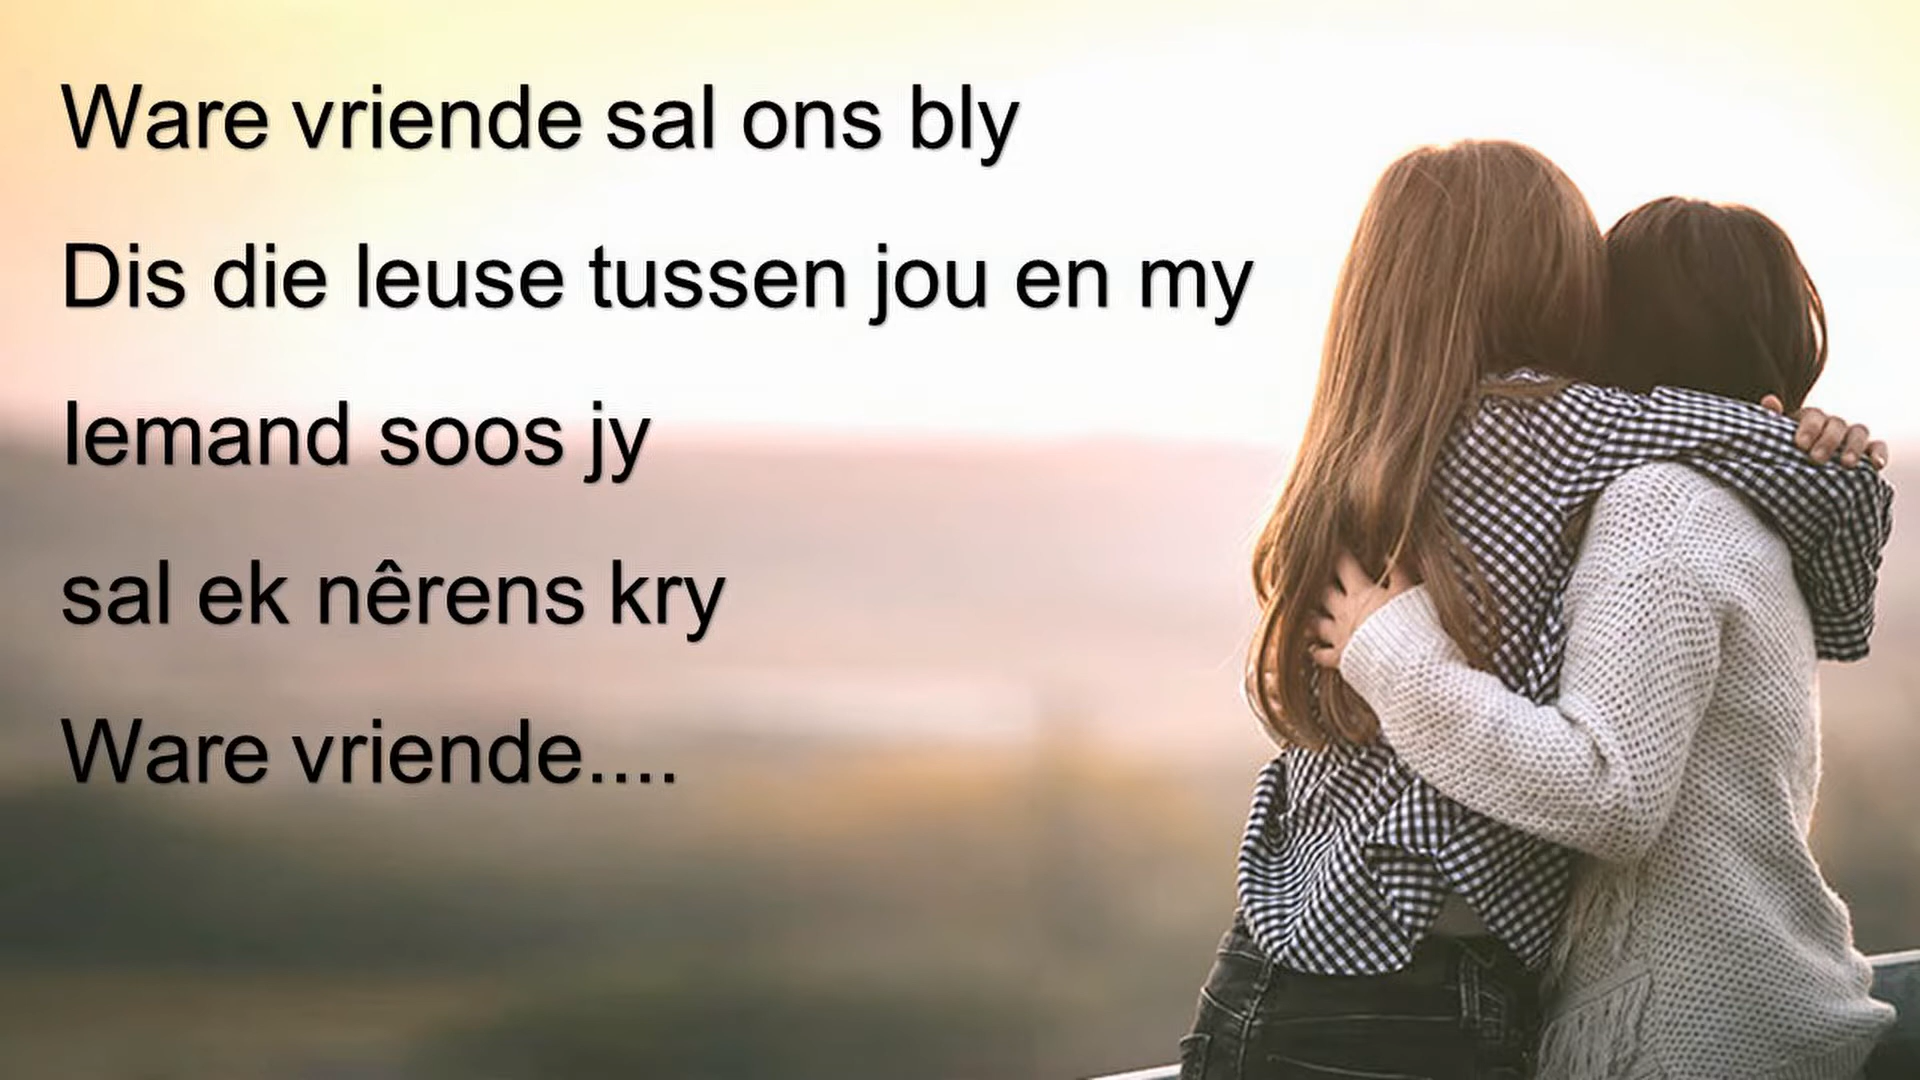 Ware vriende sal ons bly
Dis die leuse tussen jou en my
Iemand soos jy
sal ek nêrens kry
Ware vriende....